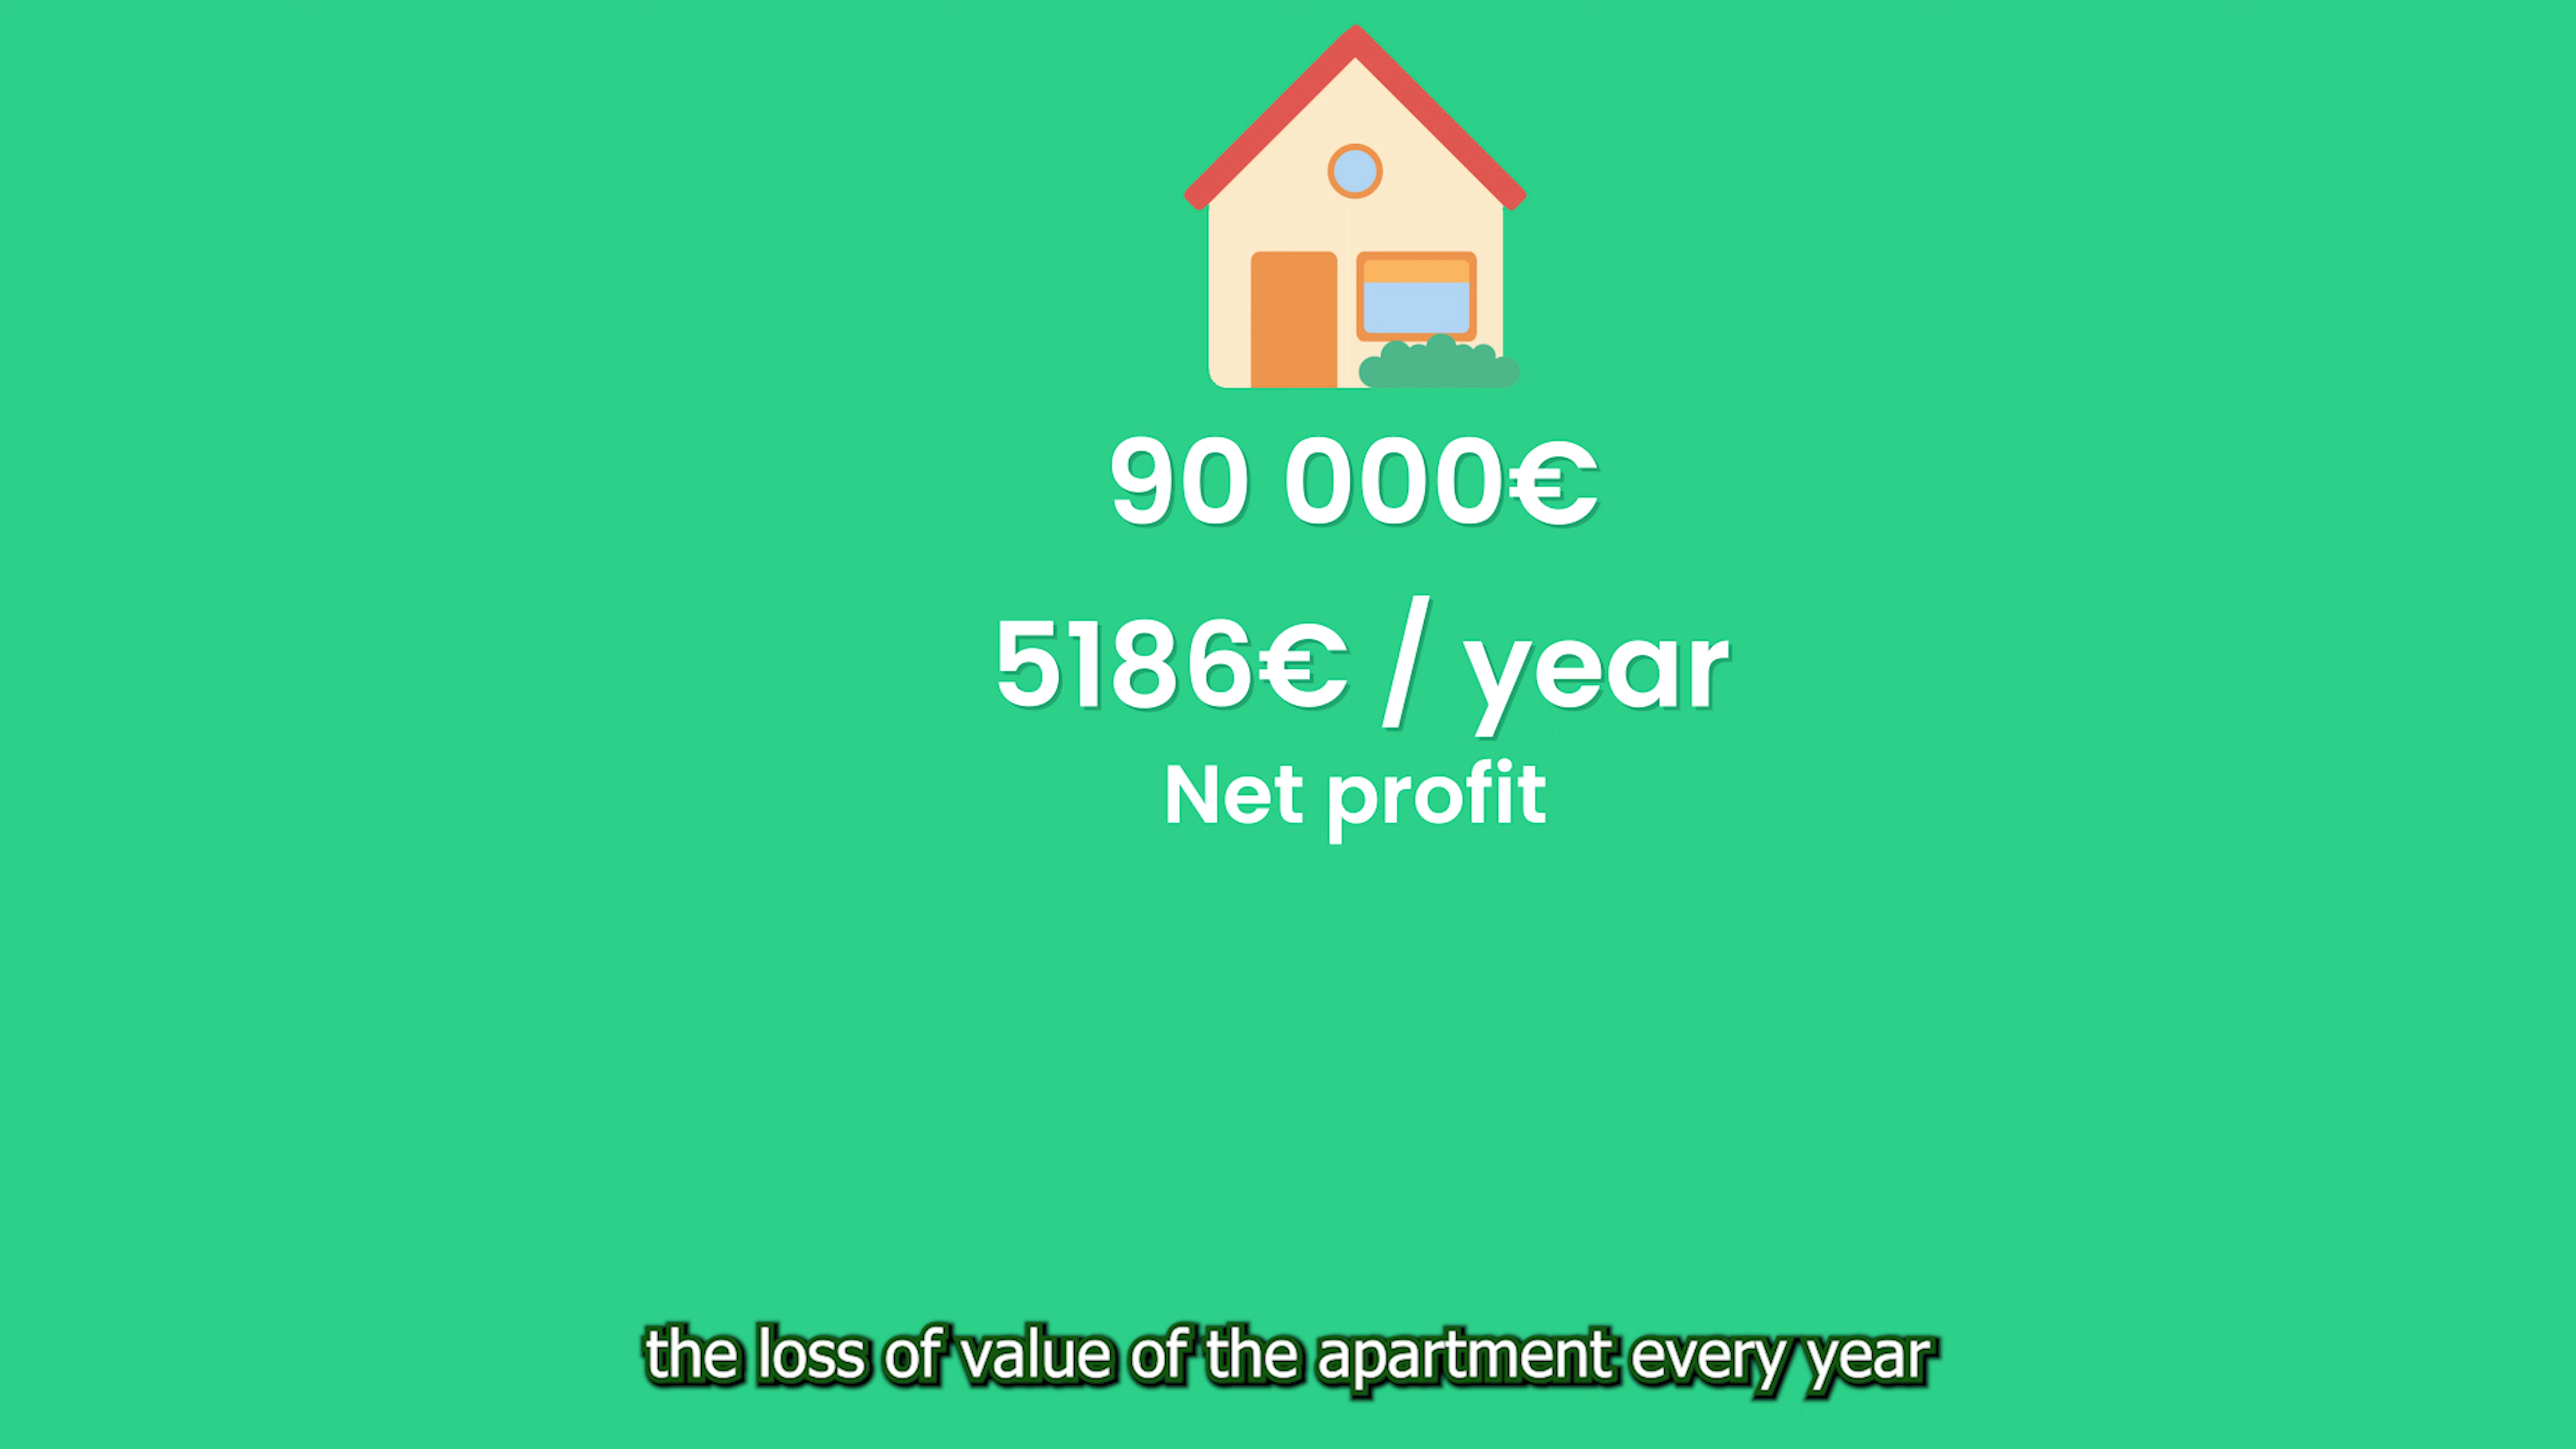 90 000€
5186€ / year
Net profit
the loss of value of the apartment every year